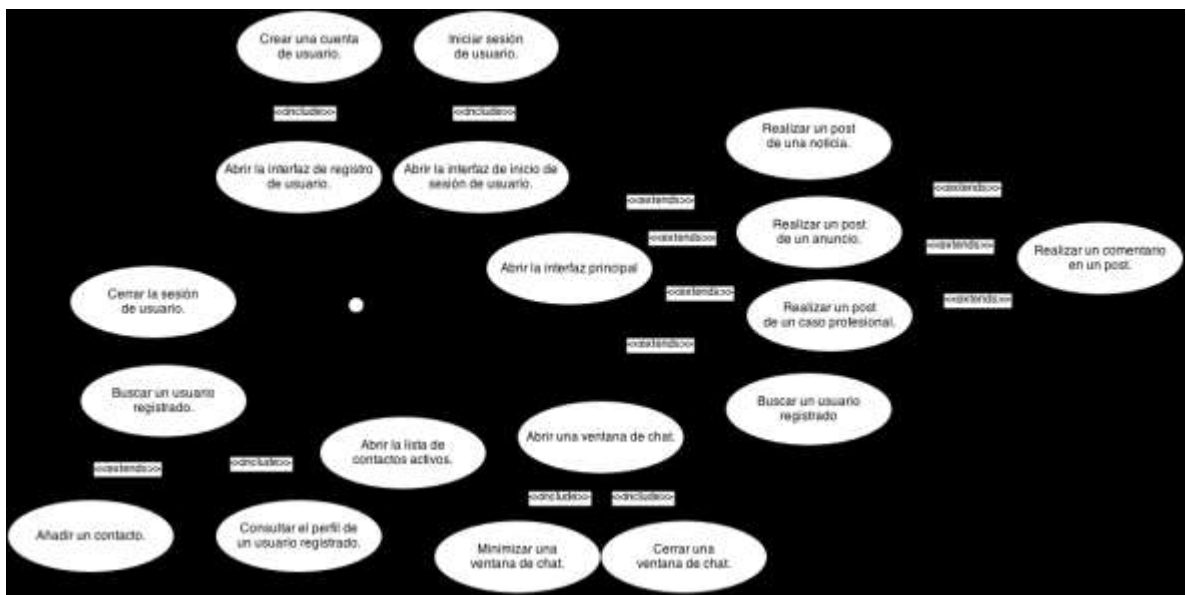 Crear una cuenta
de usuario.
Iniciar sesión
de usuario.
<<include>>
<<include>>
Abrir la interfaz de registro
de usuario.
Abrir la interfaz de inicio de
sesión de usuario.
Realizar un post
de una noticia.
<<extends>>
<<extends>>
<<extends>>
<<extends>>
Realizar un post
de un anuncio.
<<extends>>
<<extends>>
<<extends>>
Realizar un comentario
en un post.
Abrir la interfaz principal
Cerrar la sesión
de usuario.
Realizar un post
de un caso profesional.
Buscar un usuario
registrado.
Buscar un usuario
registrado
Abrir la lista de
contactos activos.
Abrir una ventana de chat.
<<extends>>
<<include>>
<<include>>
<<include>>
Añadir un contacto.
Consultar el perfil de
un usuario registrado.
Minimizar una
ventana de chat.
Cerrar una
ventana de chat.